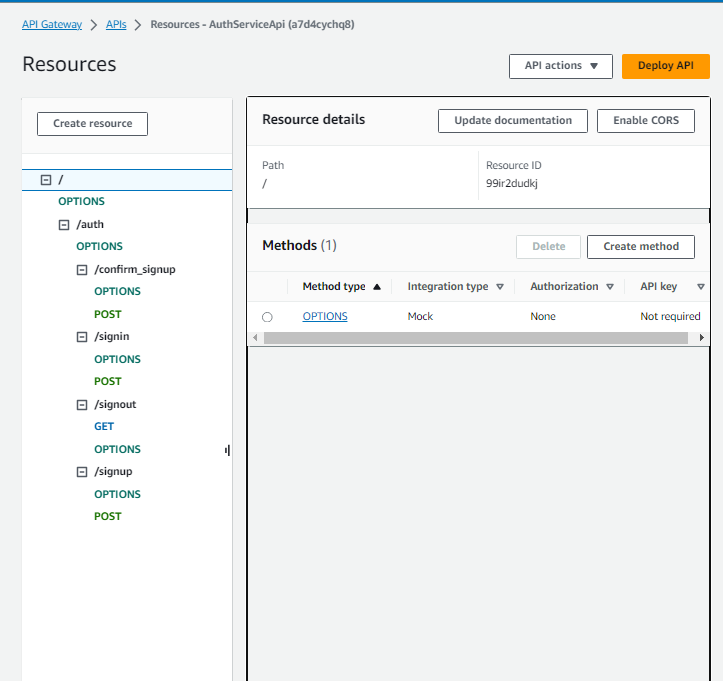 API Gateway > APIs > Resources - AuthServiceApi (a7d4cychq8)
Resources
API actions ▼
Deploy API
Create resource
/
OPTIONS
/auth
OPTIONS
/confirm_signup
OPTIONS
POST
/signin
OPTIONS
POST
/signout
GET
OPTIONS
/signup
OPTIONS
POST
Resource details
Update documentation
Enable CORS
Path
/
Resource ID
99ir2dudkj
Methods (1)
Delete
Create method
Method type ▲ Integration type ▽ Authorization ▽ API key ▽
OPTIONS Mock None Not required